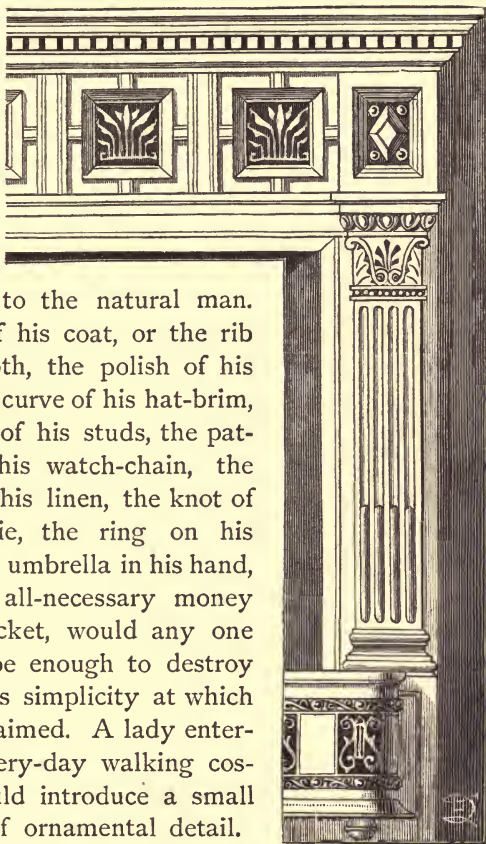 to the natural man.
f his coat, or the rib
th, the polish of his
curve of his hat-brim,
of his studs, the pat-
his watch-chain, the
his linen, the knot of
ie, the ring on his
umbrella in his hand,
all-necessary money
cket, would any one
be enough to destroy
s simplicity at which
aimed. A lady enter-
ery-day walking cos-
ld introduce a small
f ornamental detail.